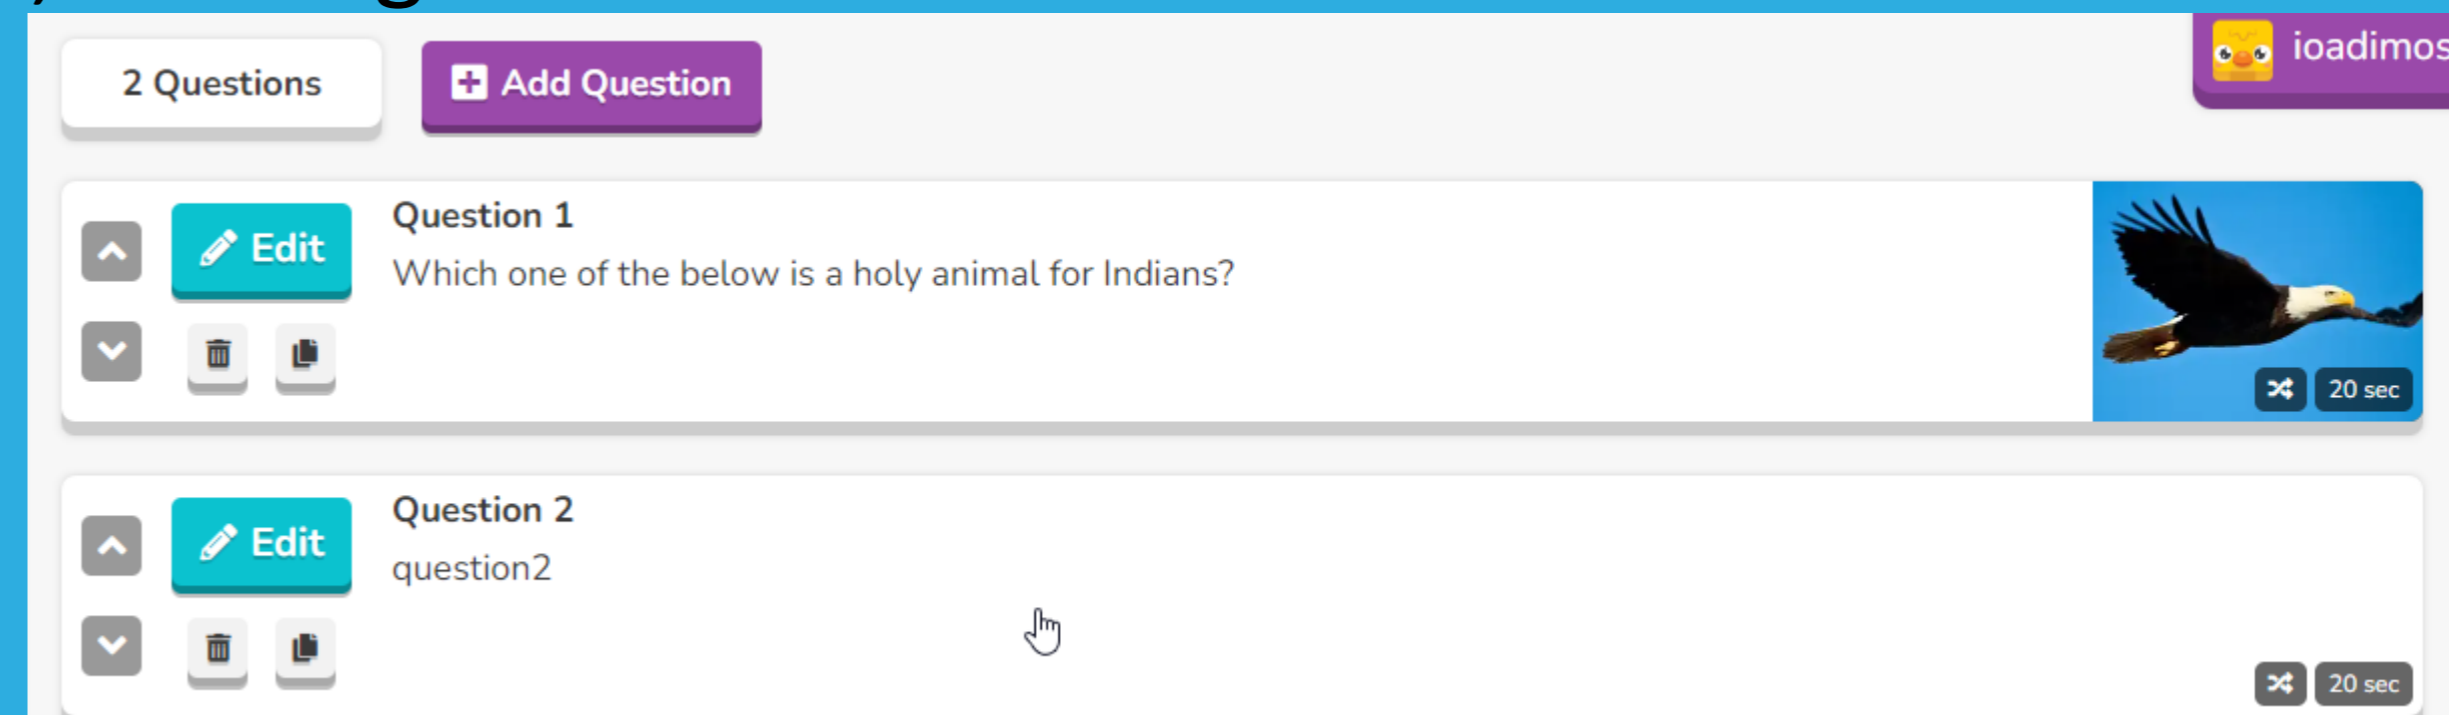 2 Questions
Add Question
ioadimos
Edit
Question 1
Which one of the below is a holy animal for Indians?
20 sec
Edit
Question 2
question2
20 sec